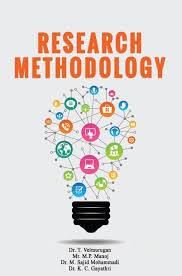 RESEARCH
METHODOLOGY
Dr. T. Velmurugan
Mr. M.P. Manoj
Dr. M. Sajid Mohammadi
Dr. K. C. Gayathri